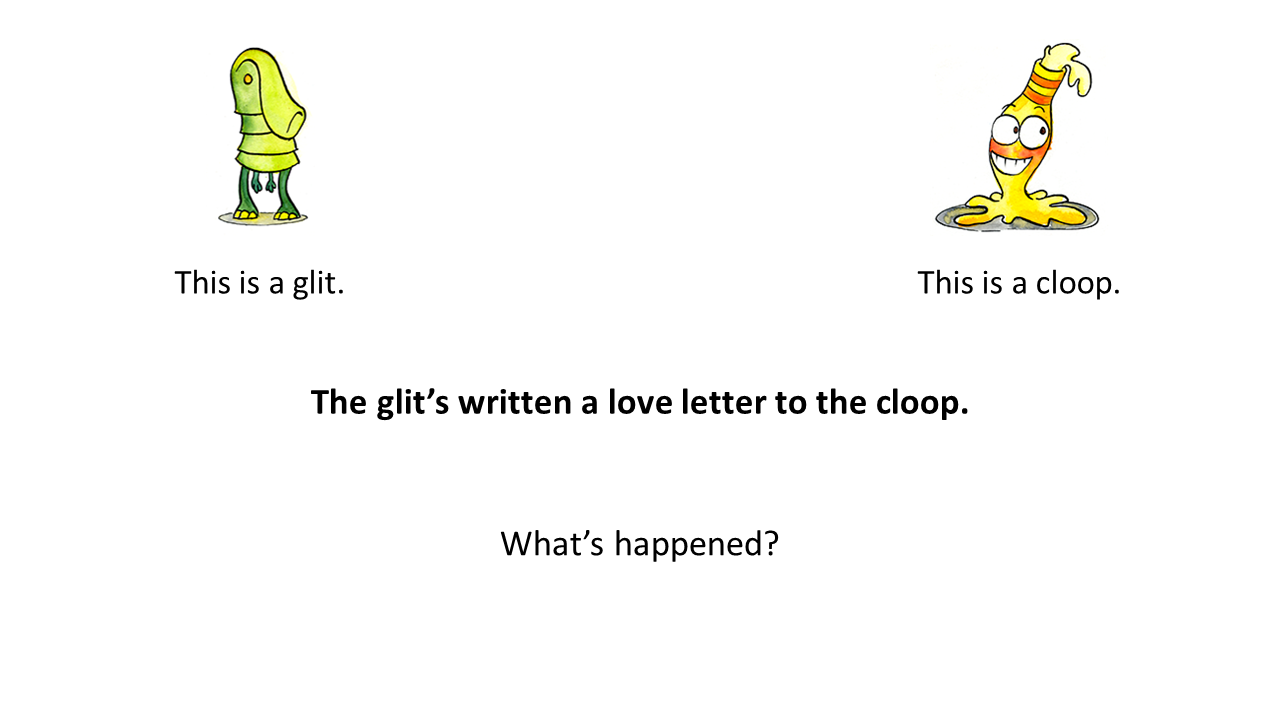 This is a glit.
This is a cloop.
The glit’s written a love letter to the cloop.
What’s happened?